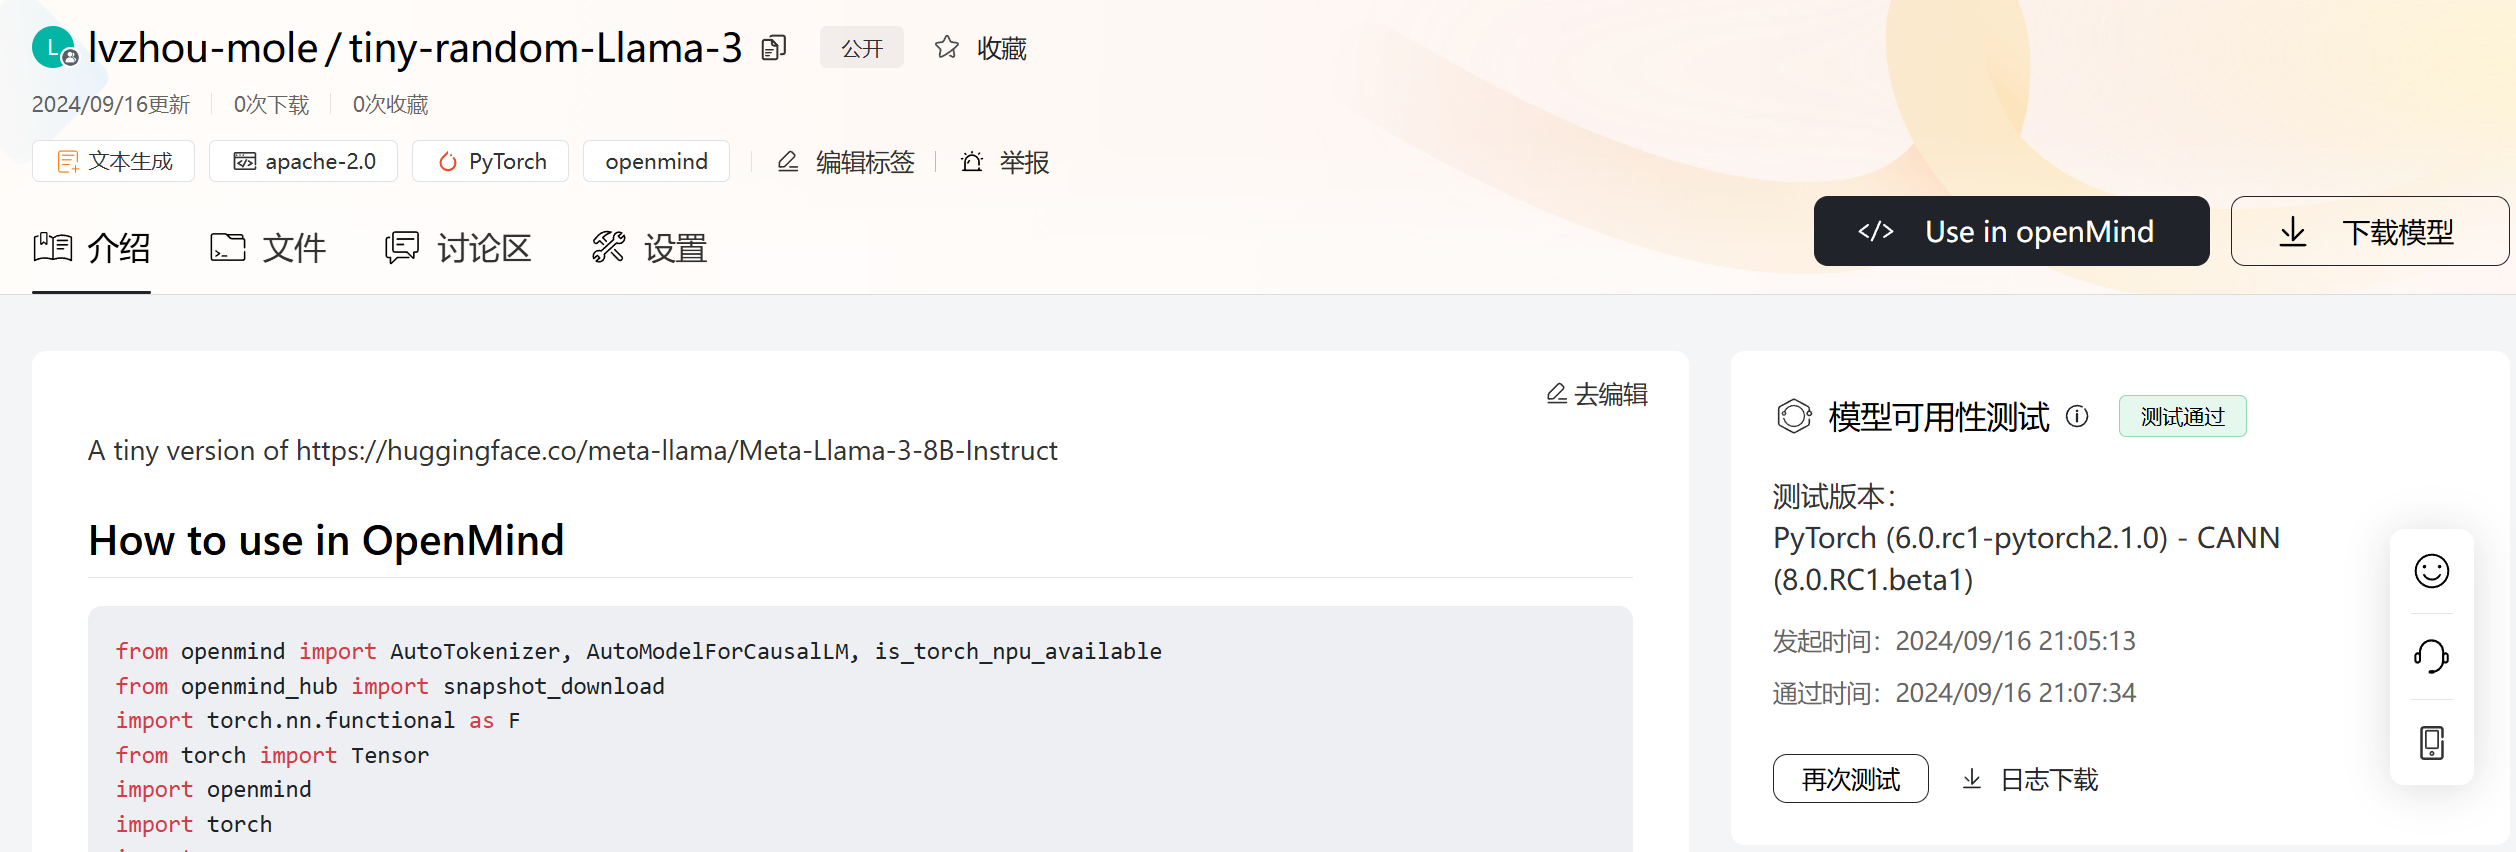 L lvzhou-mole / tiny-random-Llama-3 公开 收藏
2024/09/16更新 0次下载 0次收藏
文本生成 apache-2.0 PyTorch openmind 编辑标签 举报
介绍 文件 讨论区 设置
</> Use in openMind 下载模型
去编辑
A tiny version of https://huggingface.co/meta-llama/Meta-Llama-3-8B-Instruct
How to use in OpenMind
from openmind import AutoTokenizer, AutoModelForCausalLM, is_torch_npu_available
from openmind_hub import snapshot_download
import torch.nn.functional as F
from torch import Tensor
import openmind
import torch
模型可用性测试 测试通过
测试版本：
PyTorch (6.0.rc1-pytorch2.1.0) - CANN
(8.0.RC1.beta1)
发起时间：2024/09/16 21:05:13
通过时间：2024/09/16 21:07:34
再次测试 日志下载